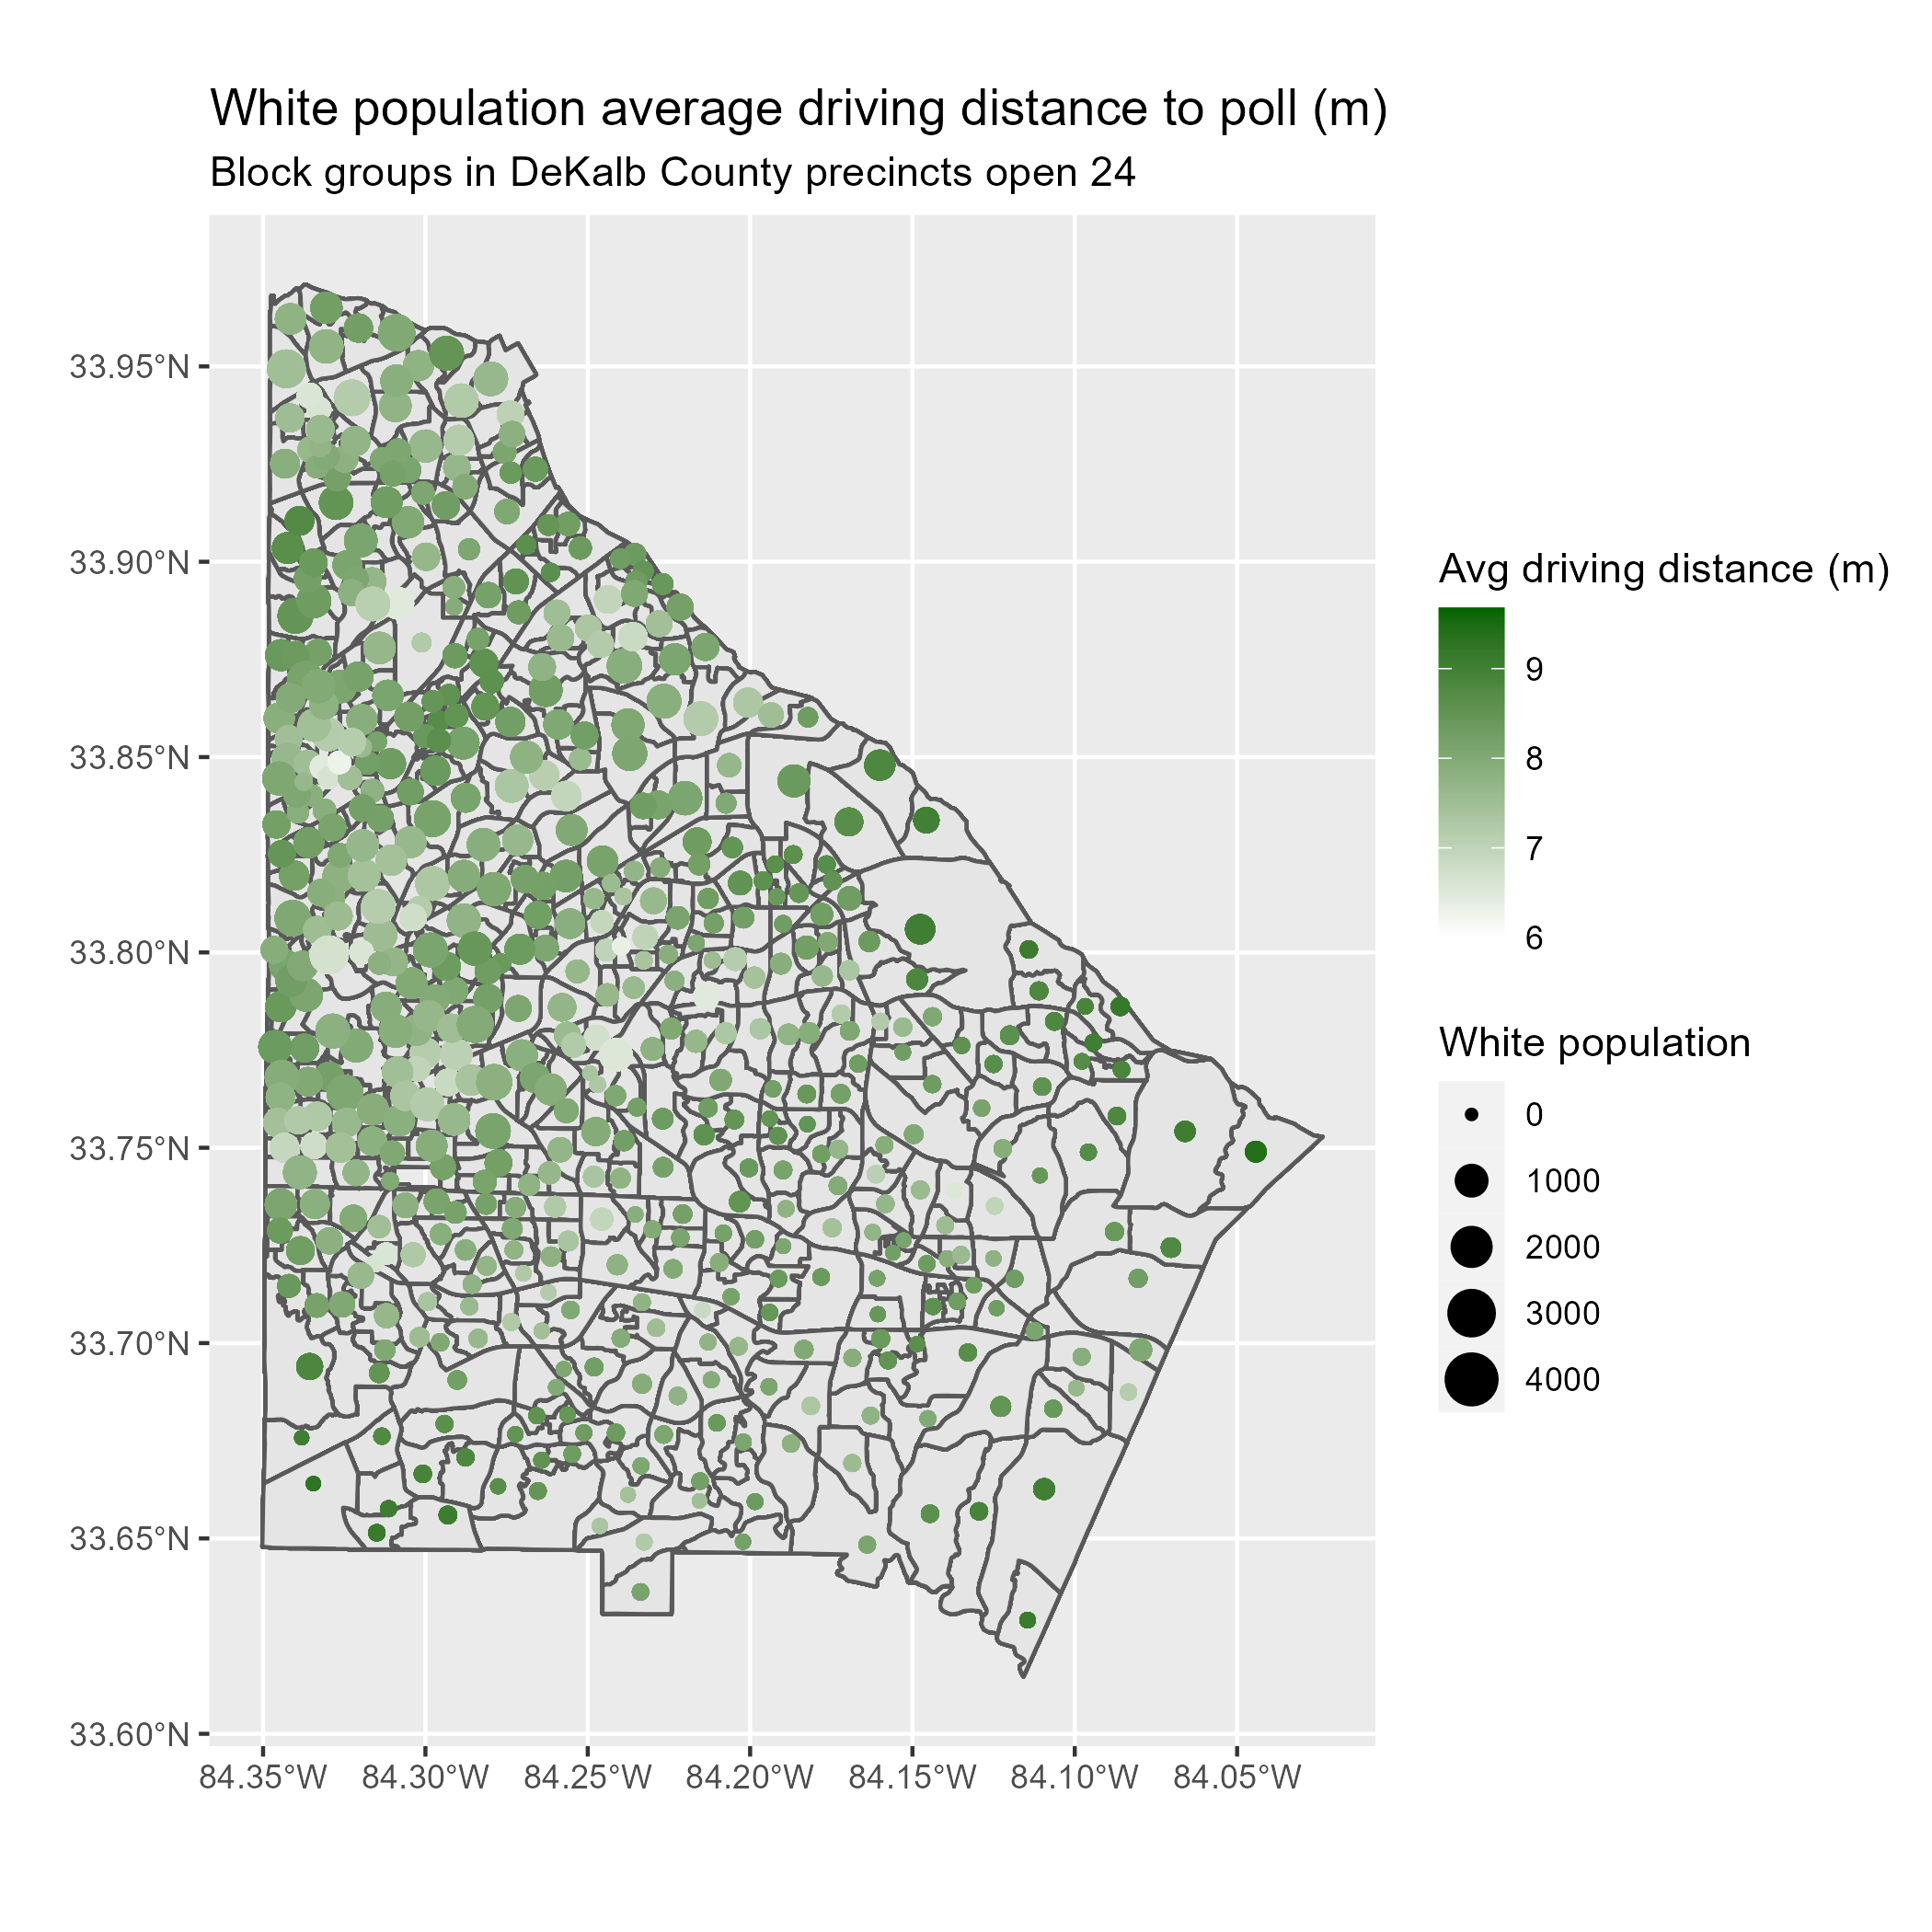 White population average driving distance to poll (m)
Block groups in DeKalb County precincts open 24
33.95°N
33.90°N
33.85°N
33.80°N
33.75°N
33.70°N
33.65°N
33.60°N
84.35°W 84.30°W 84.25°W 84.20°W 84.15°W 84.10°W 84.05°W
Avg driving distance (m)
9
8
7
6
White population
0
1000
2000
3000
4000